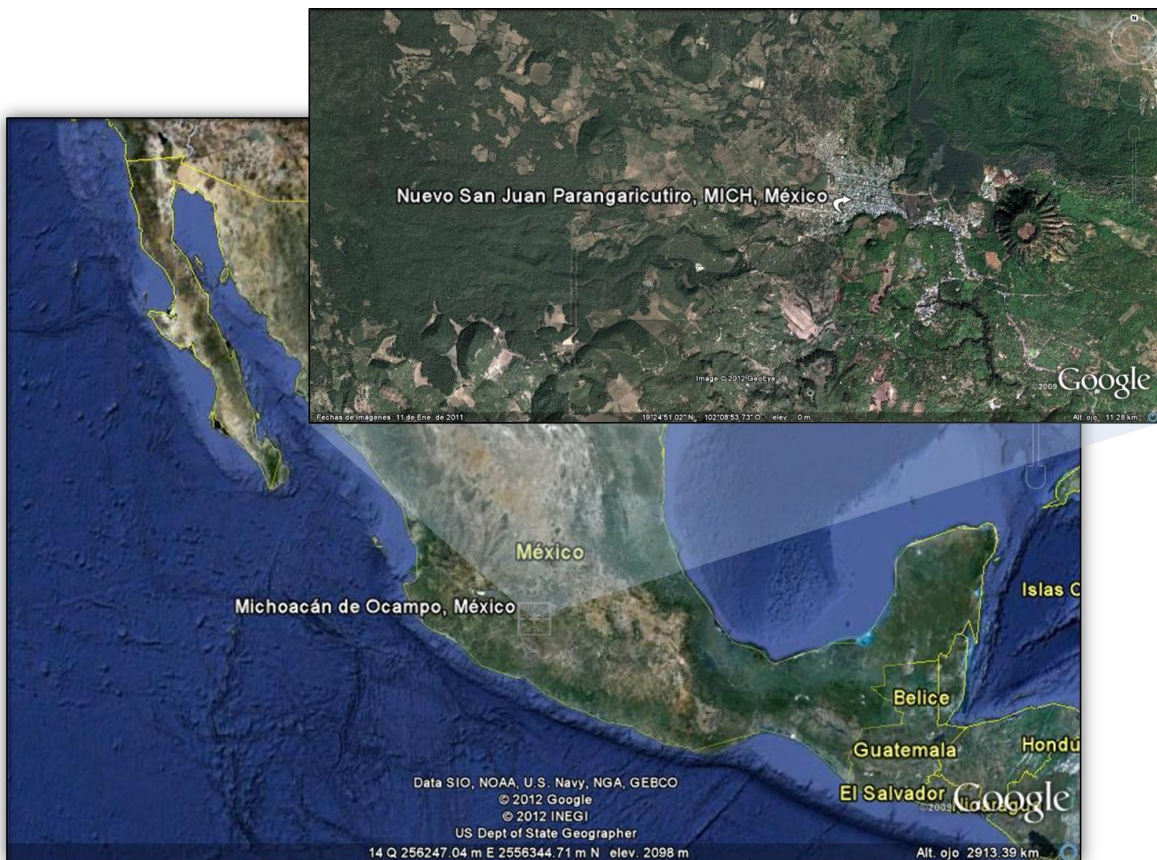 N
Nuevo San Juan Parangaricutiro, MICH, México
Image © 2012 GeoEye
©2009 Google
Fechas de imágenes 11 de Ene de 2011 19°24'51.02" N 102°08'53.73" O elev 0 m Alt. ojo 11.28 km
México
Michoacán de Ocampo, México
Islas C
Belice
Guatemala
Hondú
El Salvador
Nicaragua
©2009 Google
Data SIO, NOAA, U.S. Navy, NGA, GEBCO
© 2012 Google
© 2012 INEGI
US Dept of State Geographer
14 Q 256247.04 m E 2556344.71 m N elev. 2098 m Alt. ojo 2913.39 km